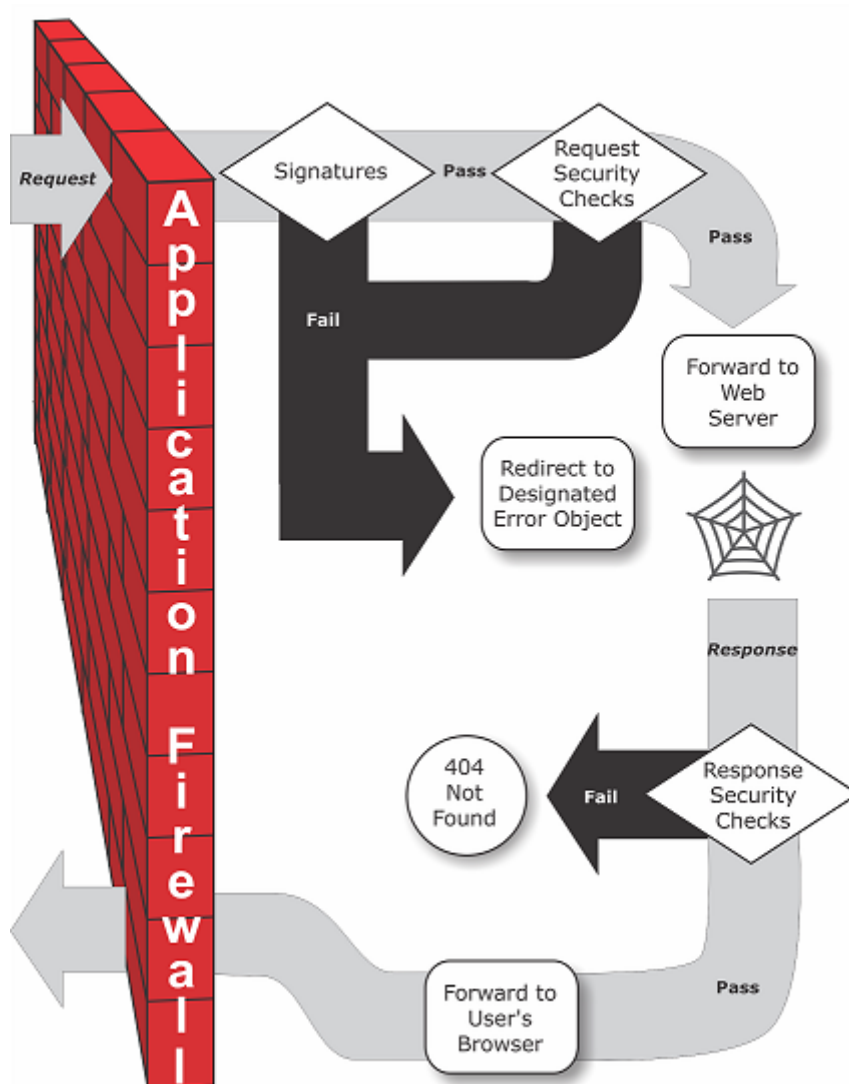 Request
Signatures
Pass
Request
Security
Checks
Pass
Fail
Forward to
Web
Server
Redirect to
Designated
Error Object
Response
404
Not
Found
Fail
Response
Security
Checks
Pass
Forward to
User's
Browser
Application Firewall